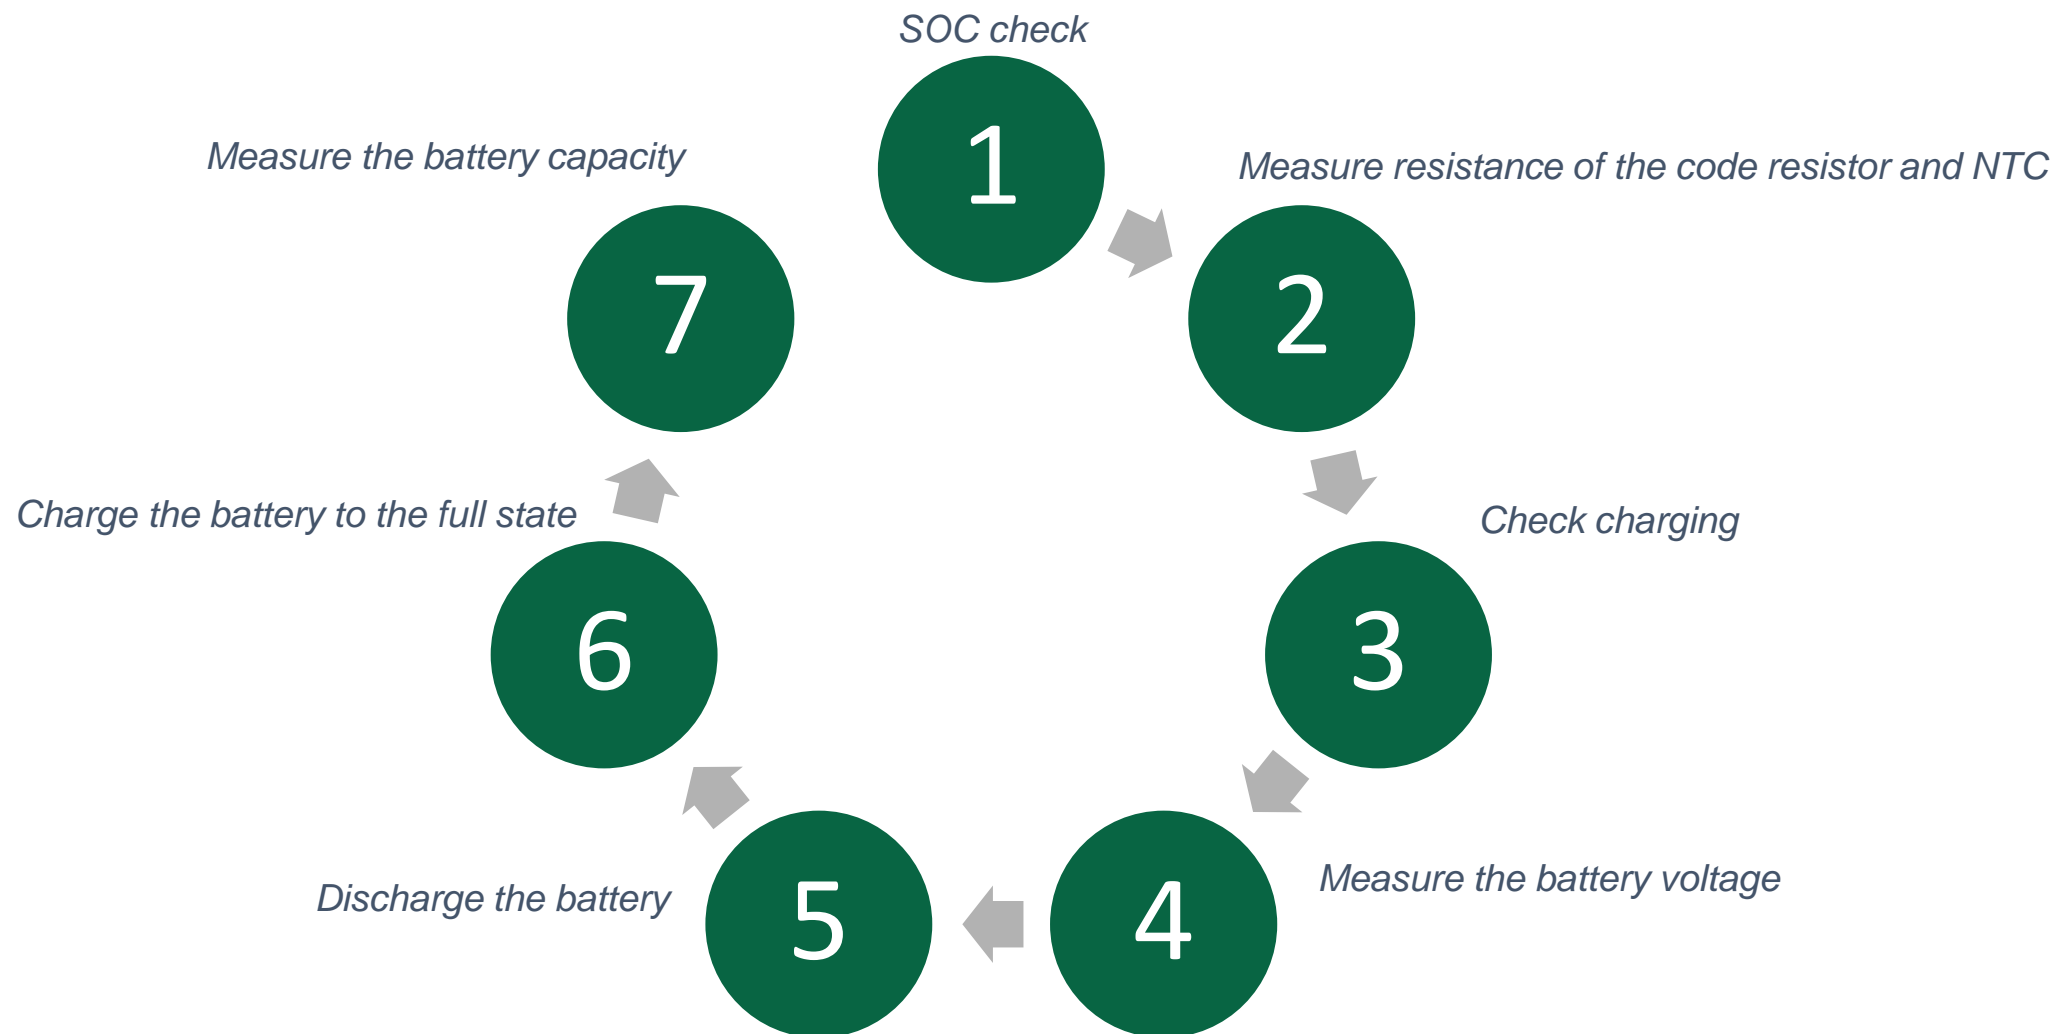 SOC check
1
Measure resistance of the code resistor and NTC
2
Check charging
3
Measure the battery voltage
4
Discharge the battery
5
Charge the battery to the full state
6
Measure the battery capacity
7